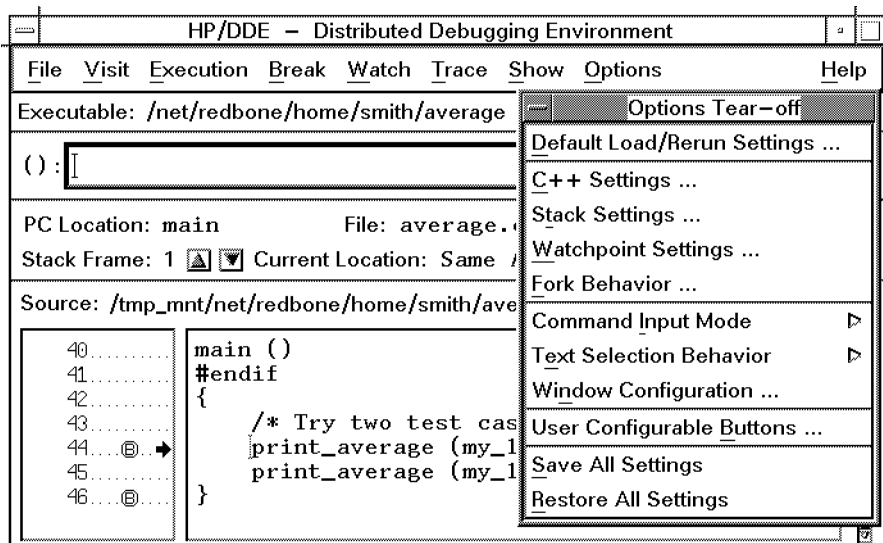 HP/DDE – Distributed Debugging Environment
File Visit Execution Break Watch Trace Show Options Help
Executable: /net/redbone/home/smith/average
Options Tear–off
Default Load/Rerun Settings ...
C++ Settings ...
Stack Settings ...
Watchpoint Settings ...
Fork Behavior ...
Command Input Mode
Text Selection Behavior
Window Configuration ...
User Configurable Buttons ...
Save All Settings
Restore All Settings
():
PC Location: main File: average.
Stack Frame: 1 Current Location: Same
Source: /tmp_mnt/net/redbone/home/smith/ave
40.......... main ()
41.......... #endif
42.......... {
43.......... /* Try two test cas
44....B.. print_average (my_1
45.......... print_average (my_1
46....B.... }